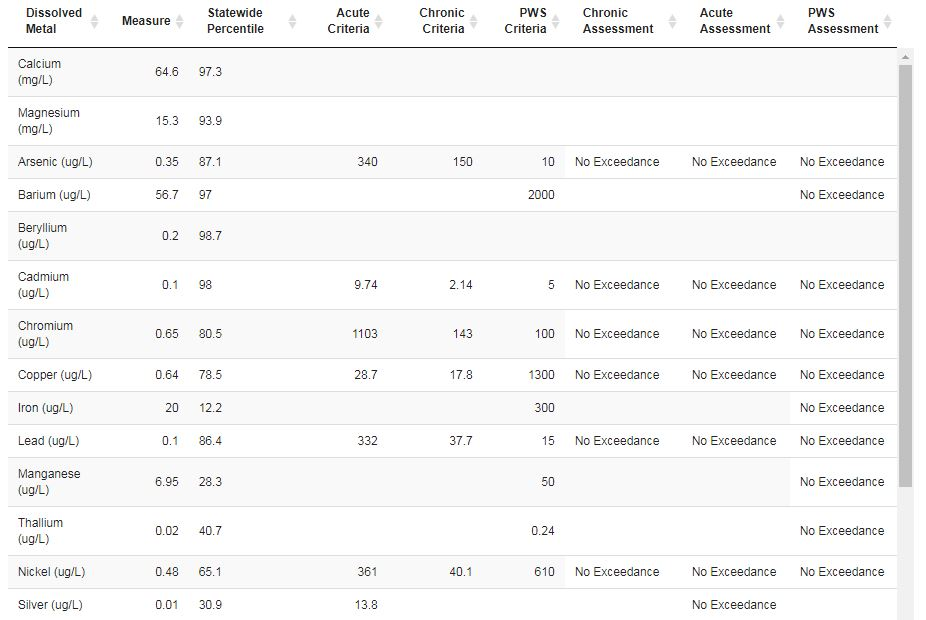 Dissolved Metal Measure Statewide Percentile Acute Criteria Chronic Criteria PWS Criteria Chronic Assessment Acute Assessment PWS Assessment
Calcium (mg/L) 64.6 97.3
Magnesium (mg/L) 15.3 93.9
Arsenic (ug/L) 0.35 87.1 340 150 10 No Exceedance No Exceedance No Exceedance
Barium (ug/L) 56.7 97 2000 No Exceedance
Beryllium (ug/L) 0.2 98.7
Cadmium (ug/L) 0.1 98 9.74 2.14 5 No Exceedance No Exceedance No Exceedance
Chromium (ug/L) 0.65 80.5 1103 143 100 No Exceedance No Exceedance No Exceedance
Copper (ug/L) 0.64 78.5 28.7 17.8 1300 No Exceedance No Exceedance No Exceedance
Iron (ug/L) 20 12.2 300 No Exceedance
Lead (ug/L) 0.1 86.4 332 37.7 15 No Exceedance No Exceedance No Exceedance
Manganese (ug/L) 6.95 28.3 50 No Exceedance
Thallium (ug/L) 0.02 40.7 0.24 No Exceedance
Nickel (ug/L) 0.48 65.1 361 40.1 610 No Exceedance No Exceedance No Exceedance
Silver (ug/L) 0.01 30.9 13.8 No Exceedance